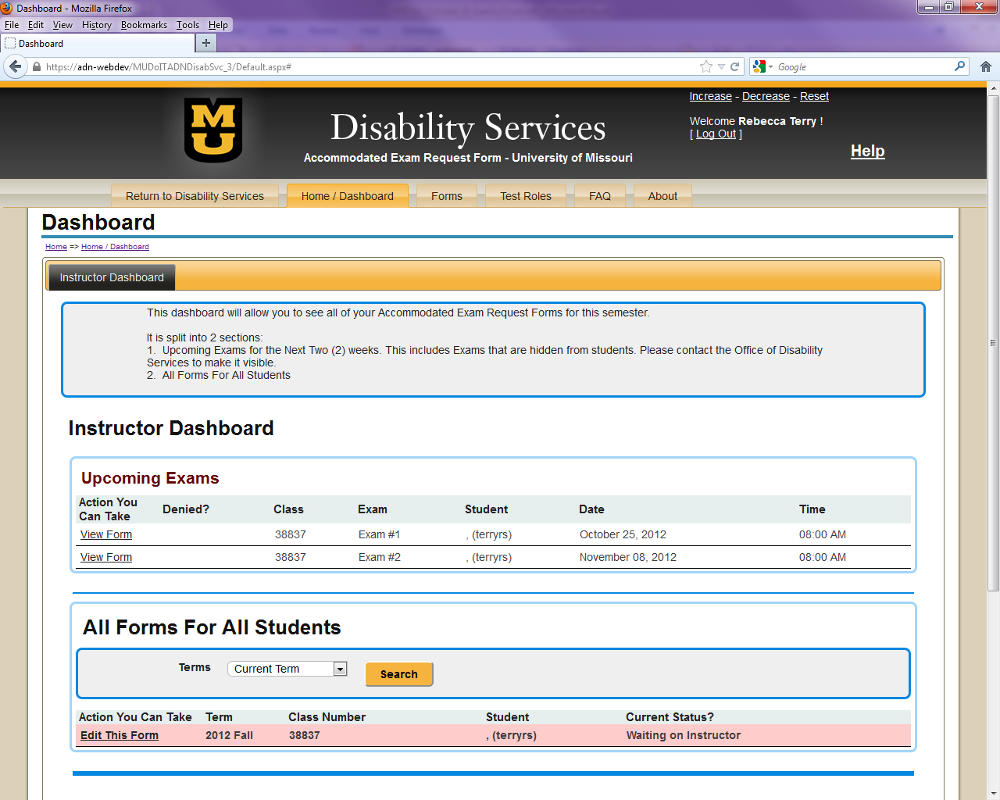 Dashboard - Mozilla Firefox
File Edit View History Bookmarks Tools Help
Dashboard
https://adn-webdev/MUDoITADNDisabSvc_3/Default.aspx#
Google
MU
Disability Services
Accommodated Exam Request Form - University of Missouri
Increase - Decrease - Reset
Welcome Rebecca Terry !
[ Log Out ]
Help
Return to Disability Services Home / Dashboard Forms Test Roles FAQ About
Dashboard
Home => Home / Dashboard
Instructor Dashboard
This dashboard will allow you to see all of your Accommodated Exam Request Forms for this semester.
It is split into 2 sections:
1. Upcoming Exams for the Next Two (2) weeks. This includes Exams that are hidden from students. Please contact the Office of Disability
Services to make it visible.
2. All Forms For All Students
Instructor Dashboard
Upcoming Exams
Action You Can Take Denied? Class Exam Student Date Time
View Form 38837 Exam #1 , (terryrs) October 25, 2012 08:00 AM
View Form 38837 Exam #2 , (terryrs) November 08, 2012 08:00 AM
All Forms For All Students
Terms Current Term Search
Action You Can Take Term Class Number Student Current Status?
Edit This Form 2012 Fall 38837 , (terryrs) Waiting on Instructor